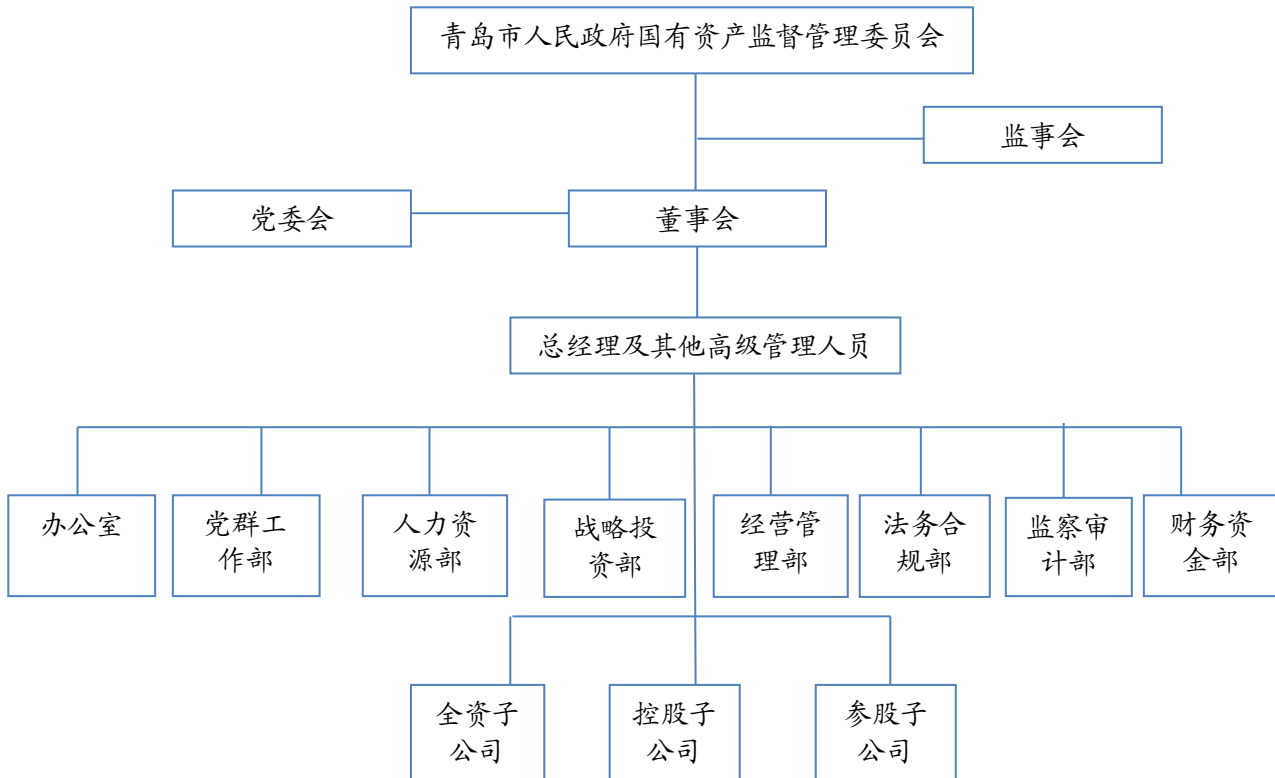 青岛市人民政府国有资产监督管理委员会
监事会
党委会
董事会
总经理及其他高级管理人员
办公室
党群工
作部
人力资
源部
战略投
资部
经营管
理部
法务合
规部
监察审
计部
财务资
金部
全资子
公司
控股子
公司
参股子
公司